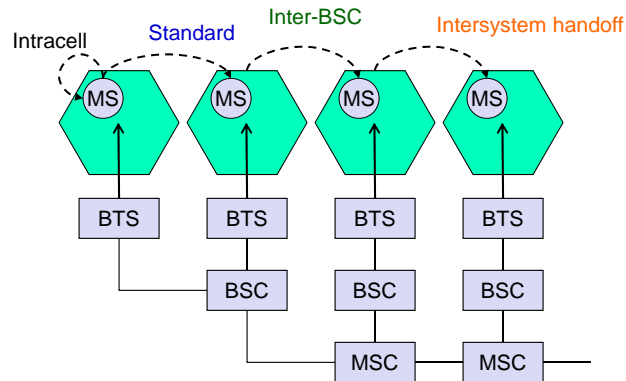 Inter-BSC
Intersystem handoff
Standard
Intracell
MS
MS
MS
MS
BTS
BTS
BTS
BTS
BSC
BSC
BSC
MSC
MSC